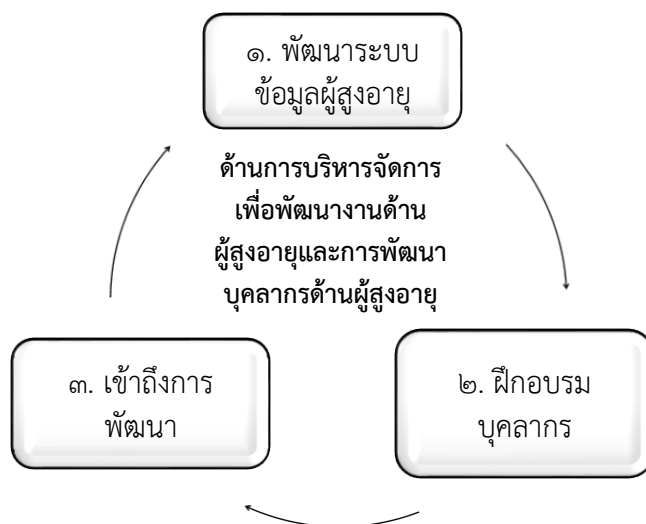 ๑. พัฒนาระบบ
ข้อมูลผู้สูงอายุ
ด้านการบริหารจัดการ
เพื่อพัฒนางานด้าน
ผู้สูงอายุและการพัฒนา
บุคลากรด้านผู้สูงอายุ
๓. เข้าถึงการ
พัฒนา
๒. ฝึกอบรม
บุคลากร